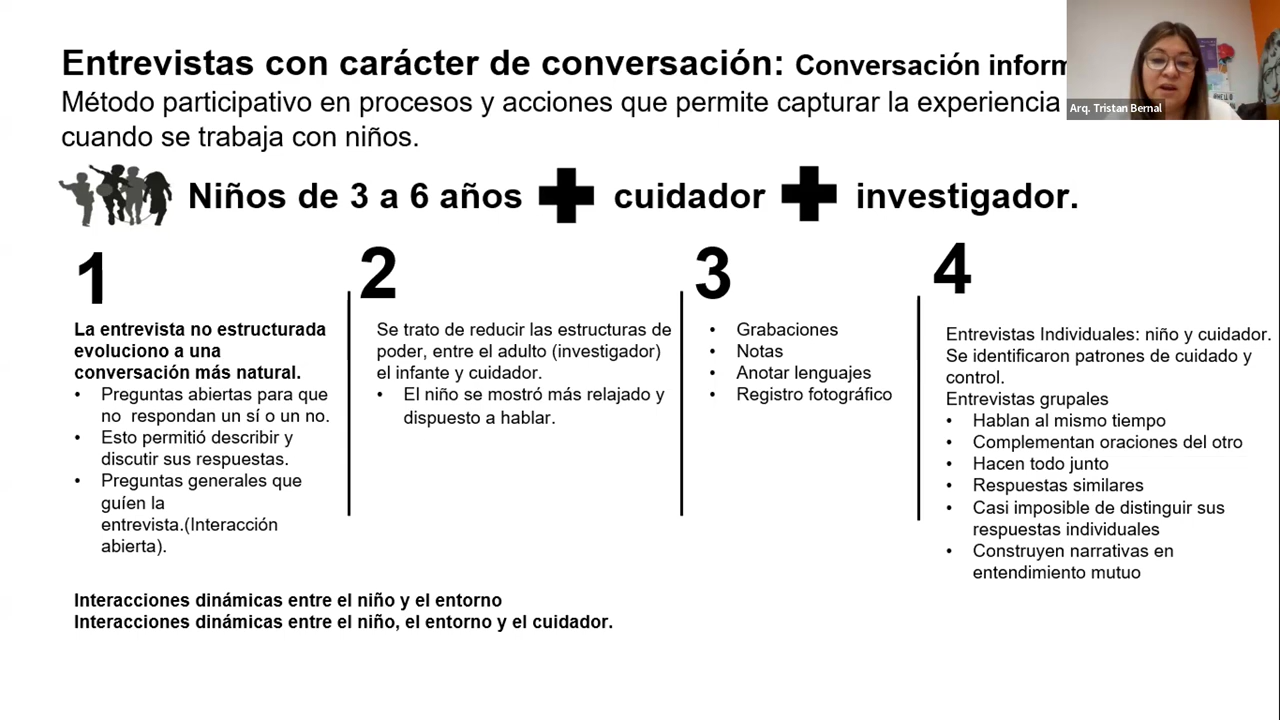 Entrevistas con carácter de conversación: Conversación inform
Método participativo en procesos y acciones que permite capturar la experiencia
cuando se trabaja con niños.
Arq. Tristan Bernal
Niños de 3 a 6 años + cuidador + investigador.
1
La entrevista no estructurada
evoluciono a una
conversación más natural.
• Preguntas abiertas para que
no respondan un sí o un no.
• Esto permitió describir y
discutir sus respuestas.
• Preguntas generales que
guíen la
entrevista.(Interacción
abierta).
2
Se trato de reducir las estructuras de
poder, entre el adulto (investigador)
el infante y cuidador.
• El niño se mostró más relajado y
dispuesto a hablar.
3
• Grabaciones
• Notas
• Anotar lenguajes
• Registro fotográfico
4
Entrevistas Individuales: niño y cuidador.
Se identificaron patrones de cuidado y
control.
Entrevistas grupales
• Hablan al mismo tiempo
• Complementan oraciones del otro
• Hacen todo junto
• Respuestas similares
• Casi imposible de distinguir sus
respuestas individuales
• Construyen narrativas en
entendimiento mutuo
Interacciones dinámicas entre el niño y el entorno
Interacciones dinámicas entre el niño, el entorno y el cuidador.